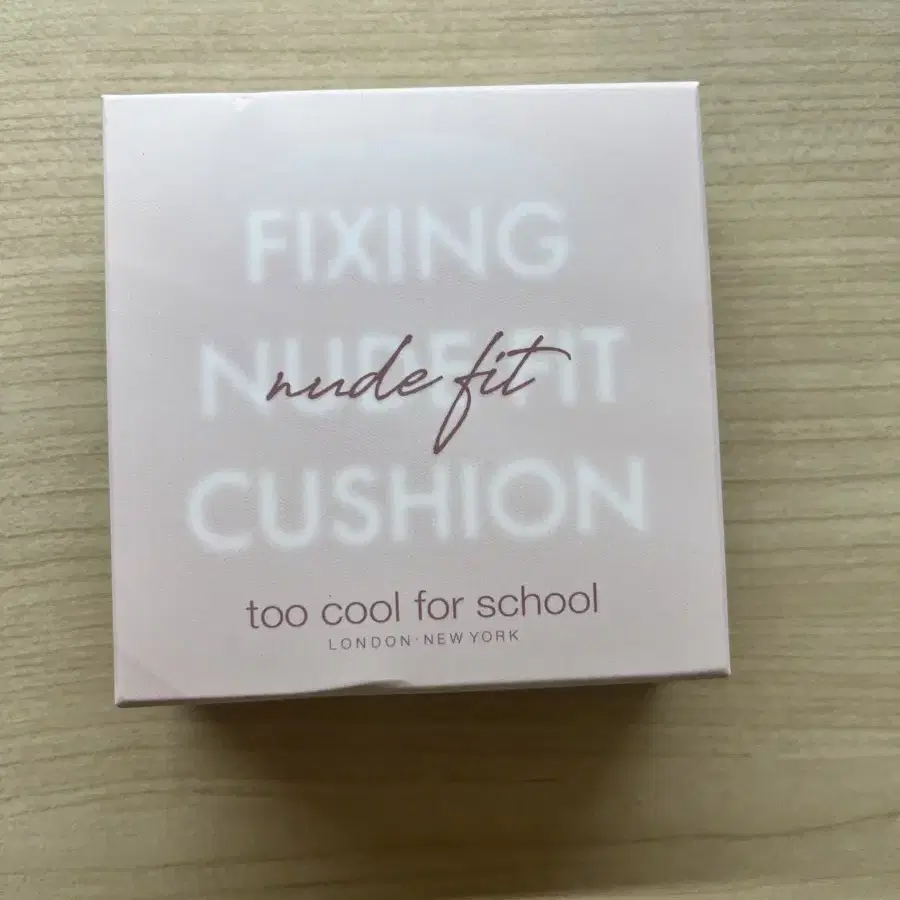 FIXING
NUDE FIT
nude fit
CUSHION
too cool for school
LONDON·NEW YORK